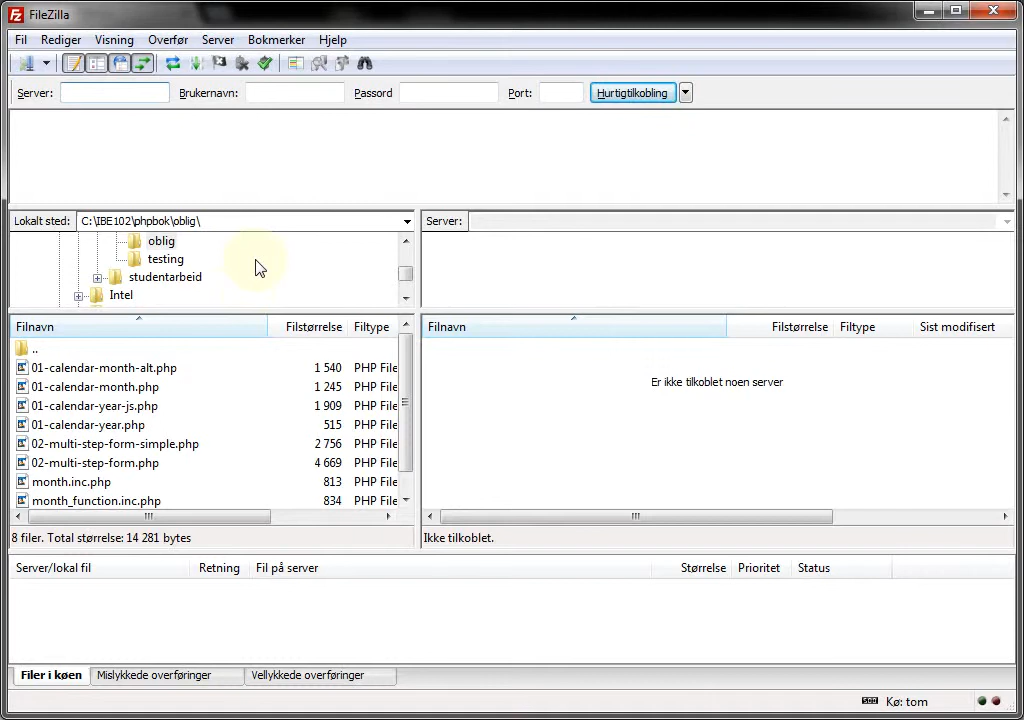 FileZilla
Fil Rediger Visning Overfør Server Bokmerker Hjelp
Server: Brukernavn: Passord Port: Hurtigtilkobling
Lokalt sted: C:\IBE102\phpbok\oblig\
Server:
oblig
testing
studentarbeid
Intel
Filnavn Filstørrelse Filtype
..
01-calendar-month-alt.php 1 540 PHP File
01-calendar-month.php 1 245 PHP File
01-calendar-year-js.php 1 909 PHP File
01-calendar-year.php 515 PHP File
02-multi-step-form-simple.php 2 756 PHP File
02-multi-step-form.php 4 669 PHP File
month.inc.php 813 PHP File
month_function.inc.php 834 PHP File
8 filer. Total størrelse: 14 281 bytes
Filnavn Filstørrelse Filtype Sist modifisert
Er ikke tilkoblet noen server
Ikke tilkoblet.
Server/lokal fil Retning Fil på server Størrelse Prioritet Status
Filer i køen Mislykkede overføringer Vellykkede overføringer
Kø: tom